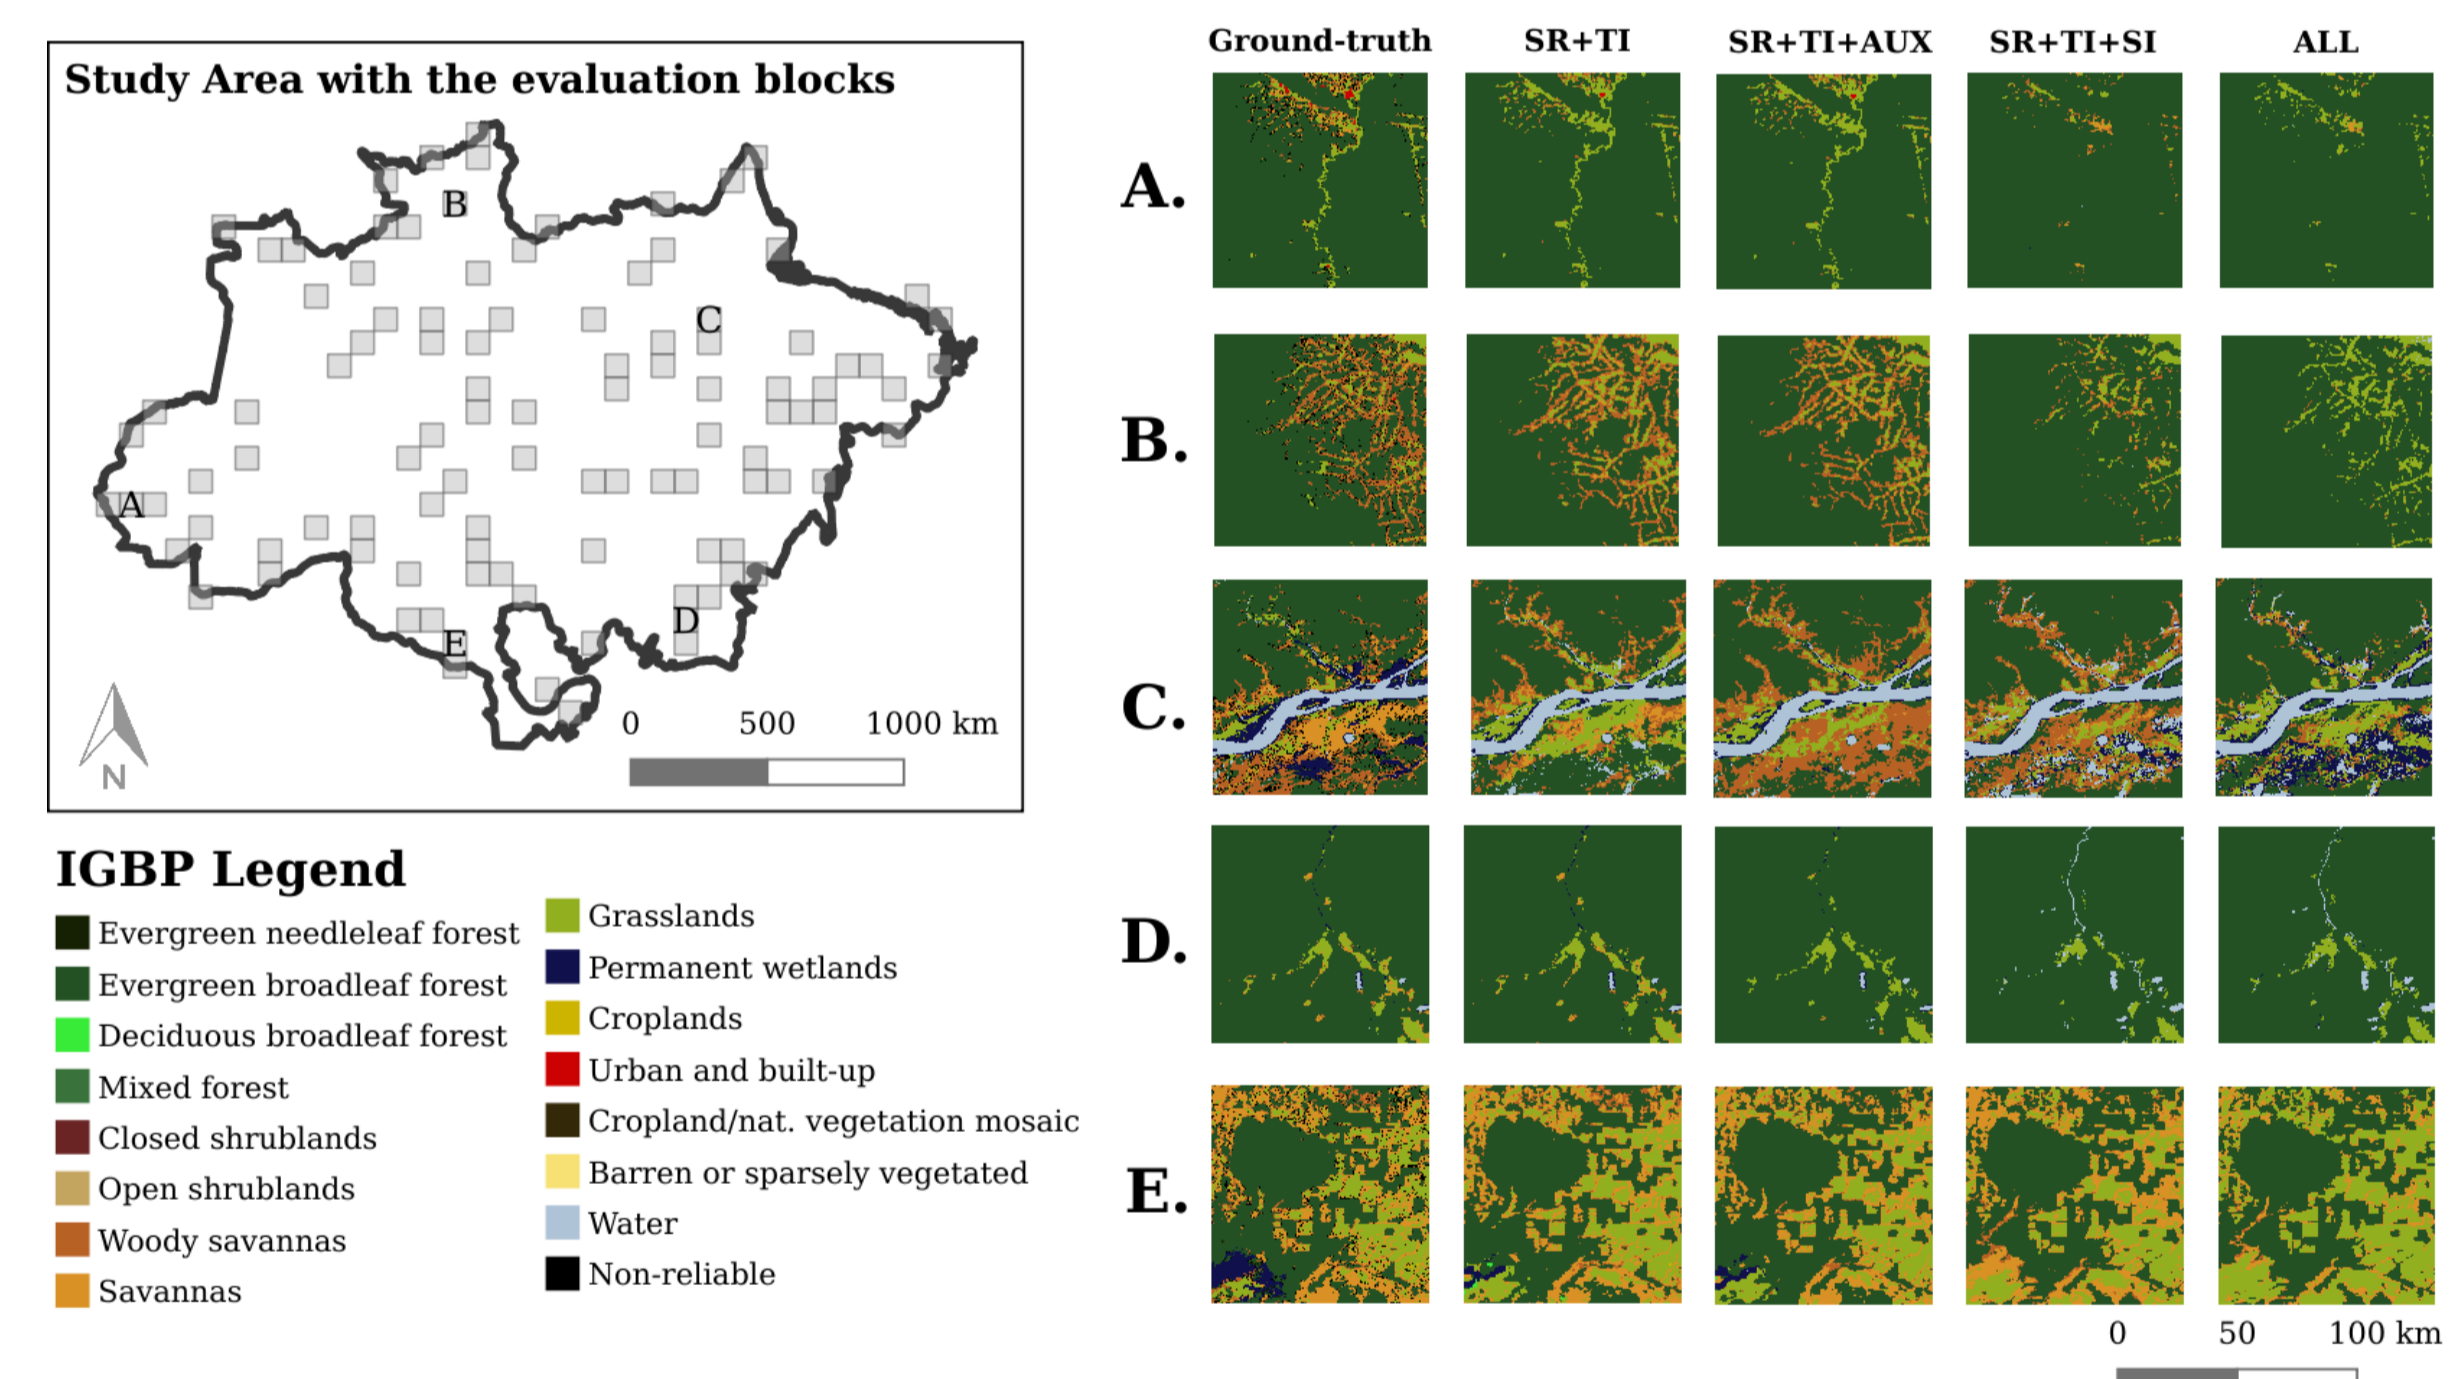 Study Area with the evaluation blocks
B
C
A
D
E
N
0 500 1000 km
IGBP Legend
Evergreen needleleaf forest
Evergreen broadleaf forest
Deciduous broadleaf forest
Mixed forest
Closed shrublands
Open shrublands
Woody savannas
Savannas
Grasslands
Permanent wetlands
Croplands
Urban and built-up
Cropland/nat. vegetation mosaic
Barren or sparsely vegetated
Water
Non-reliable
Ground-truth SR+TI SR+TI+AUX SR+TI+SI ALL
A.
B.
C.
D.
E.
0 50 100 km